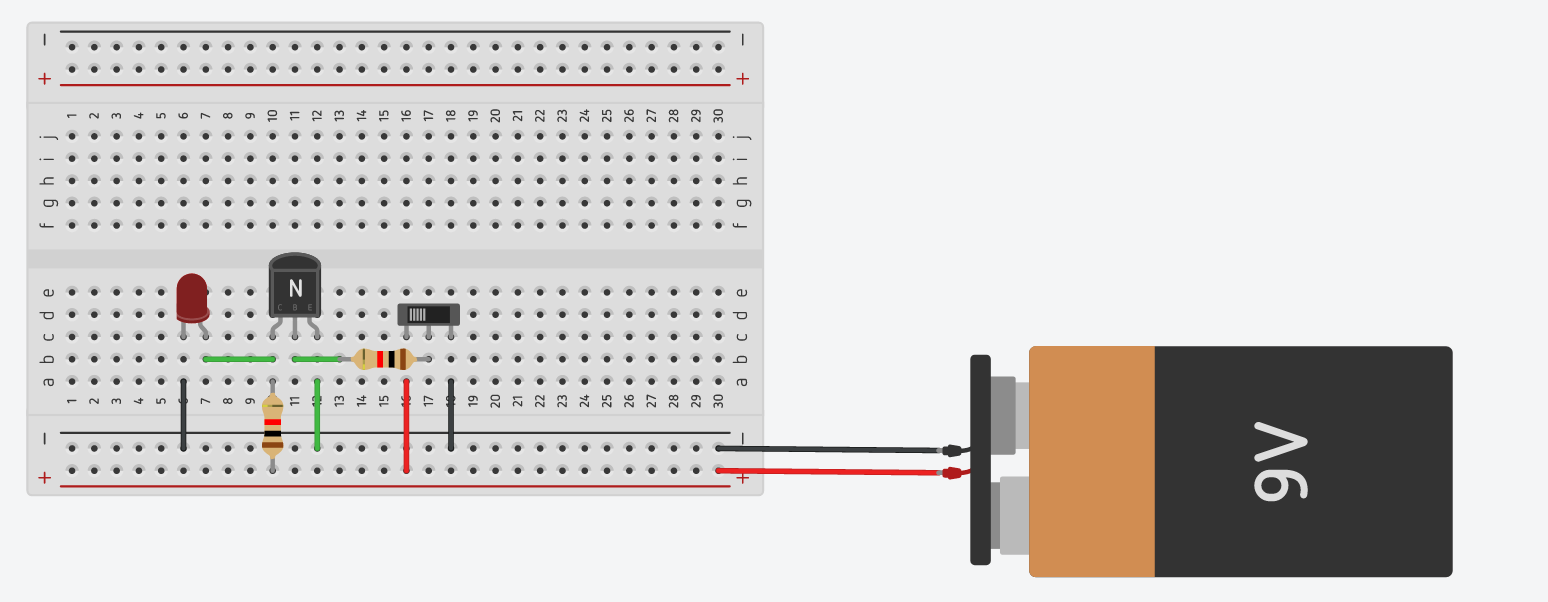 − −
+ +
1 2 3 4 5 6 7 8 9 10 11 12 13 14 15 16 17 18 19 20 21 22 23 24 25 26 27 28 29 30
j j
i i
h h
g g
f f
N
C B E
e e
d d
c c
b b
a a
1 2 3 4 5 6 7 8 9 10 11 12 13 14 15 16 17 18 19 20 21 22 23 24 25 26 27 28 29 30
− −
+ +
9V